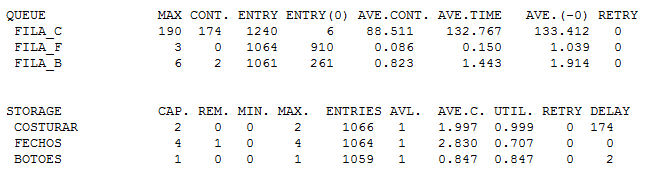 QUEUE MAX CONT. ENTRY ENTRY(0) AVE.CONT. AVE.TIME AVE.(-0) RETRY
FILA_C 190 174 1240 6 88.511 132.767 133.412 0
FILA_F 3 0 1064 910 0.086 0.150 1.039 0
FILA_B 6 2 1061 261 0.823 1.443 1.914 0
STORAGE CAP. REM. MIN. MAX. ENTRIES AVL. AVE.C. UTIL. RETRY DELAY
COSTURAR 2 0 0 2 1066 1 1.997 0.999 0 174
FECHOS 4 1 0 4 1064 1 2.830 0.707 0 0
BOTOES 1 0 0 1 1059 1 0.847 0.847 0 2